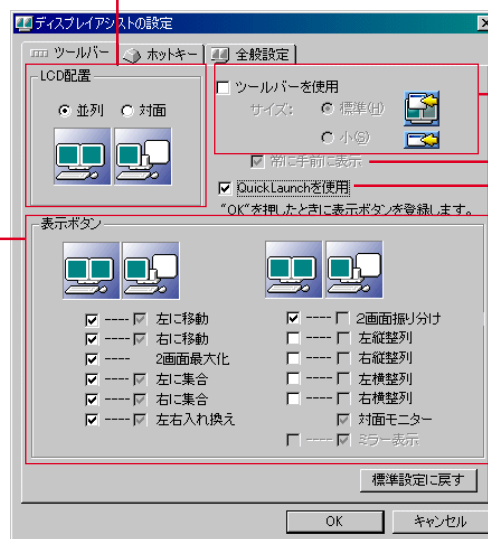 ディスプレイアシストの設定
ツールバー ホットキー 全般設定
LCD配置
並列 対面
ツールバーを使用
サイズ: 標準(H)
小(S)
常に手前に表示
QuickLaunchを使用
"OK"を押したときに表示ボタンを登録します。
表示ボタン
---- 左に移動
---- 右に移動
---- 2画面最大化
---- 左に集合
---- 右に集合
---- 左右入れ換え
---- 2画面振り分け
---- 左縦整列
---- 右縦整列
---- 左横整列
---- 右横整列
対面モニター
---- ミラー表示
標準設定に戻す
OK キャンセル